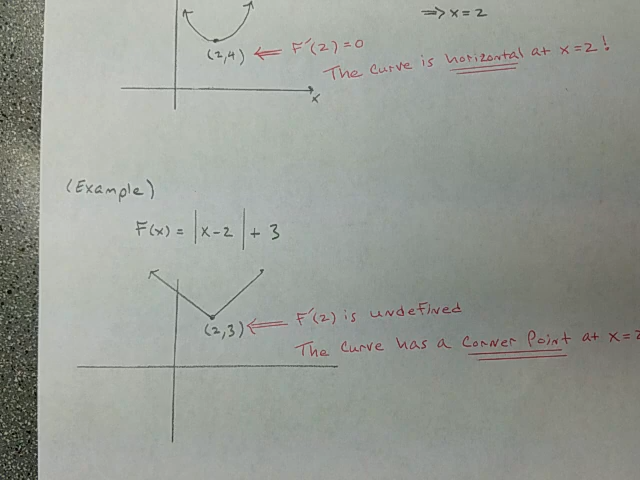 ⇒ x = 2
(2,4) ⇐ F′(2) = 0
The curve is horizontal at x = 2!
x
(Example)
F(x) = |x-2| + 3
(2,3) ⇐ F′(2) is undefined
The curve has a corner point at x = 2